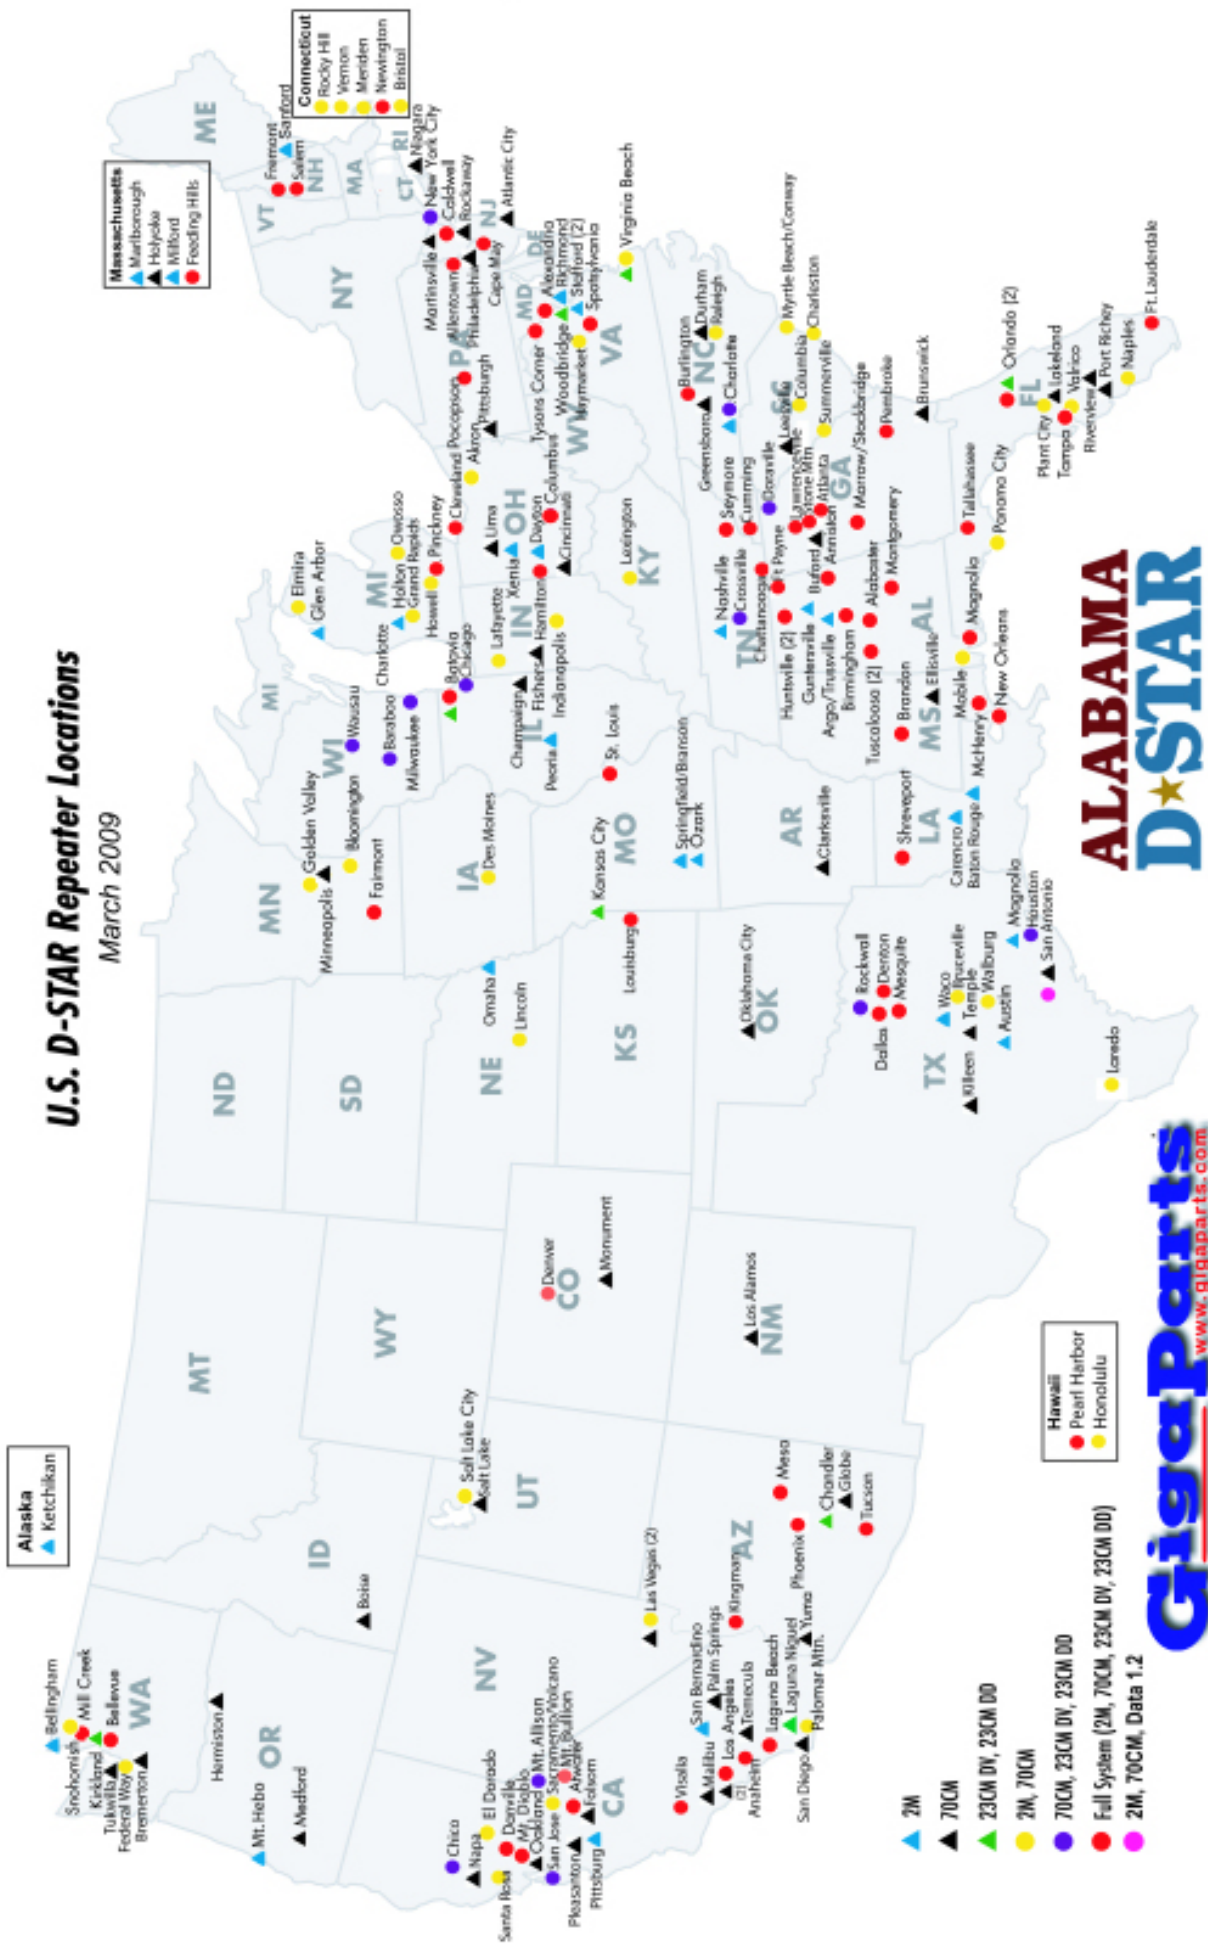 U.S. D-STAR Repeater Locations
March 2009
Alaska
Ketchikan
Massachusetts
Marlborough
Holyoke
Milford
Feeding Hills
Connecticut
Rocky Hill
Vernon
Meriden
Newington
Bristol
Hawaii
Pearl Harbor
Honolulu
Bellingham
Snohomish
Mill Creek
Kirkland
Bellevue
Tukwila
Federal Way
Bremerton
WA
Hermiston
OR
Mt. Hebo
Medford
Boise
ID
MT
ND
SD
WY
NE
Omaha
Lincoln
MN
Golden Valley
Minneapolis
Bloomington
Fairmont
WI
Wausau
Baraboo
Milwaukee
MI
MI
Elmira
Glen Arbor
Owosso
Holton
Grand Rapids
Charlotte
Howell
Pinckney
IA
Des Moines
Batavia
Chicago
Champaign
IL
Peoria
Lafayette
IN
Fishers
Indianapolis
Hamilton
Xenia
Lima
OH
Dayton
Columbus
Cincinnati
Cleveland
Akron
Pocopson
Pittsburgh
PA
Allentown
Philadelphia
Martinsville
NY
VT
ME
Fremont
Sanford
Salem
NH
MA
CT
RI
Niagara
New York City
Caldwell
Rockaway
NJ
Atlantic City
Cape May
DE
MD
Alexandria
Richmond
Stafford (2)
Spotsylvania
Tysons Corner
Woodbridge
Haymarket
WV
VA
Virginia Beach
KY
Lexington
Chico
Napa
El Dorado
Santa Rosa
Danville
Mt. Diablo
Oakland
Mt. Allison
San Jose
Sacramento/Volcano
Mt. Bullion
Atwater
Folsom
Pleasanton
Pittsburg
CA
NV
Las Vegas (2)
Salt Lake City
Salt Lake
UT
Denver
CO
Monument
KS
Kansas City
Louisburg
MO
St. Louis
Springfield/Branson
Ozark
Visalia
San Bernardino
Malibu
Palm Springs
Los Angeles
(2)
Temecula
Anaheim
Laguna Beach
Laguna Niguel
San Diego
Palomar Mtn.
Yuma
Kingman
AZ
Phoenix
Mesa
Chandler
Globe
Tucson
Los Alamos
NM
Oklahoma City
OK
AR
Clarksville
Rockwall
Denton
Dallas
Mesquite
TX
Waco
Bruceville
Temple
Killeen
Walburg
Austin
Magnolia
Houston
San Antonio
Laredo
Shreveport
LA
Carencro
Baton Rouge
McHenry
New Orleans
Brandon
MS
Ellisville
Mobile
Magnolia
AL
Nashville
Crossville
TN
Chattanooga
Seymore
Cumming
Doraville
Huntsville (2)
Ft Payne
Guntersville
Buford
Argo/Trussville
Birmingham
Anniston
Alabaster
Tuscaloosa (2)
Montgomery
Lawrenceville
Stone Mtn
Atlanta
GA
Morrow/Stockbridge
Pembroke
Brunswick
Burlington
Greensboro
NC
Durham
Raleigh
Charlotte
SC
Leesville
Columbia
Summerville
Myrtle Beach/Conway
Charleston
Tallahassee
Panama City
Orlando (2)
FL
Plant City
Lakeland
Tampa
Valrico
Riverview
Port Richey
Naples
Ft. Lauderdale
2M
70CM
23CM DV, 23CM DD
2M, 70CM
70CM, 23CM DV, 23CM DD
Full System (2M, 70CM, 23CM DV, 23CM DD)
2M, 70CM, Data 1.2
GigaParts
www.gigaparts.com
ALABAMA
D★STAR